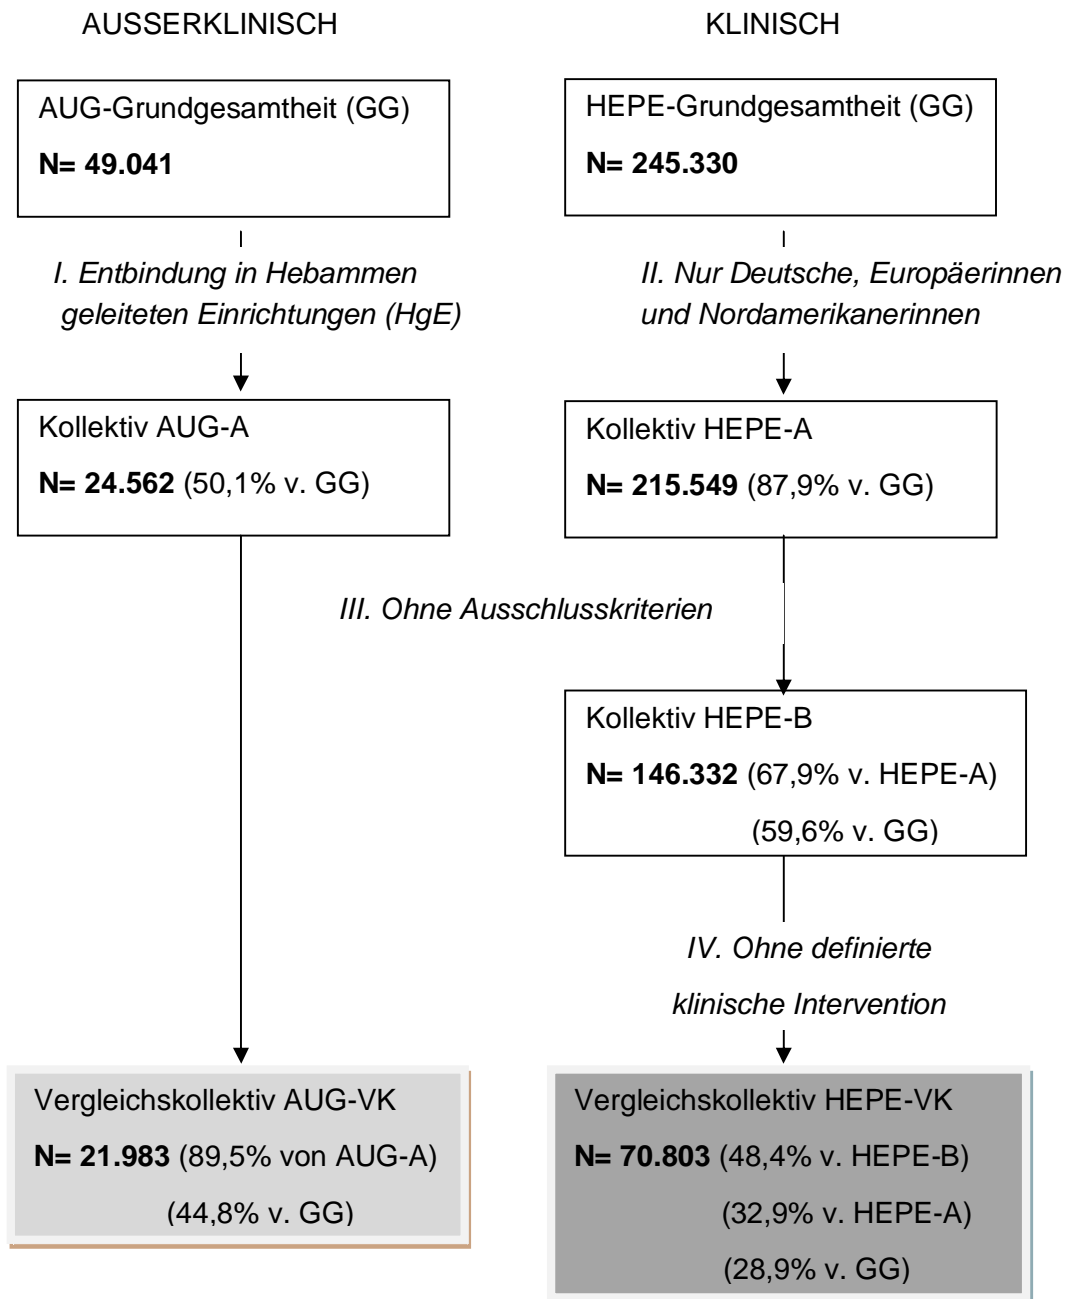 AUSSERKLINISCH
KLINISCH
AUG-Grundgesamtheit (GG)
N= 49.041
HEPE-Grundgesamtheit (GG)
N= 245.330
I. Entbindung in Hebammen
geleiteten Einrichtungen (HgE)
II. Nur Deutsche, Europäerinnen
und Nordamerikanerinnen
Kollektiv AUG-A
N= 24.562 (50,1% v. GG)
Kollektiv HEPE-A
N= 215.549 (87,9% v. GG)
III. Ohne Ausschlusskriterien
Kollektiv HEPE-B
N= 146.332 (67,9% v. HEPE-A)
(59,6% v. GG)
IV. Ohne definierte
klinische Intervention
Vergleichskollektiv AUG-VK
N= 21.983 (89,5% von AUG-A)
(44,8% v. GG)
Vergleichskollektiv HEPE-VK
N= 70.803 (48,4% v. HEPE-B)
(32,9% v. HEPE-A)
(28,9% v. GG)